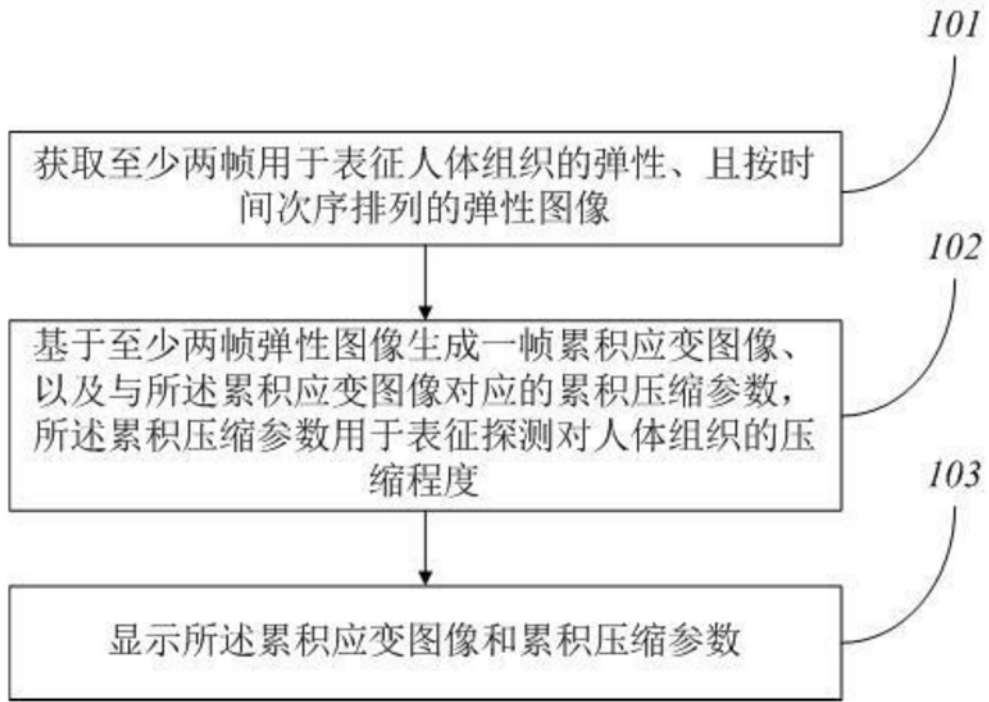 101
获取至少两帧用于表征人体组织的弹性、且按时
间次序排列的弹性图像
102
基于至少两帧弹性图像生成一帧累积应变图像、
以及与所述累积应变图像对应的累积压缩参数,
所述累积压缩参数用于表征探测对人体组织的压
缩程度
103
显示所述累积应变图像和累积压缩参数